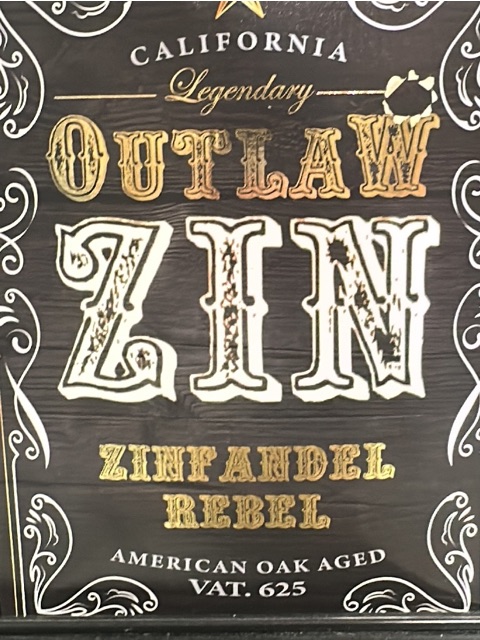 CALIFORNIA
Legendary
OUTLAW
ZIN
ZINFANDEL
REBEL
AMERICAN OAK AGED
VAT. 625